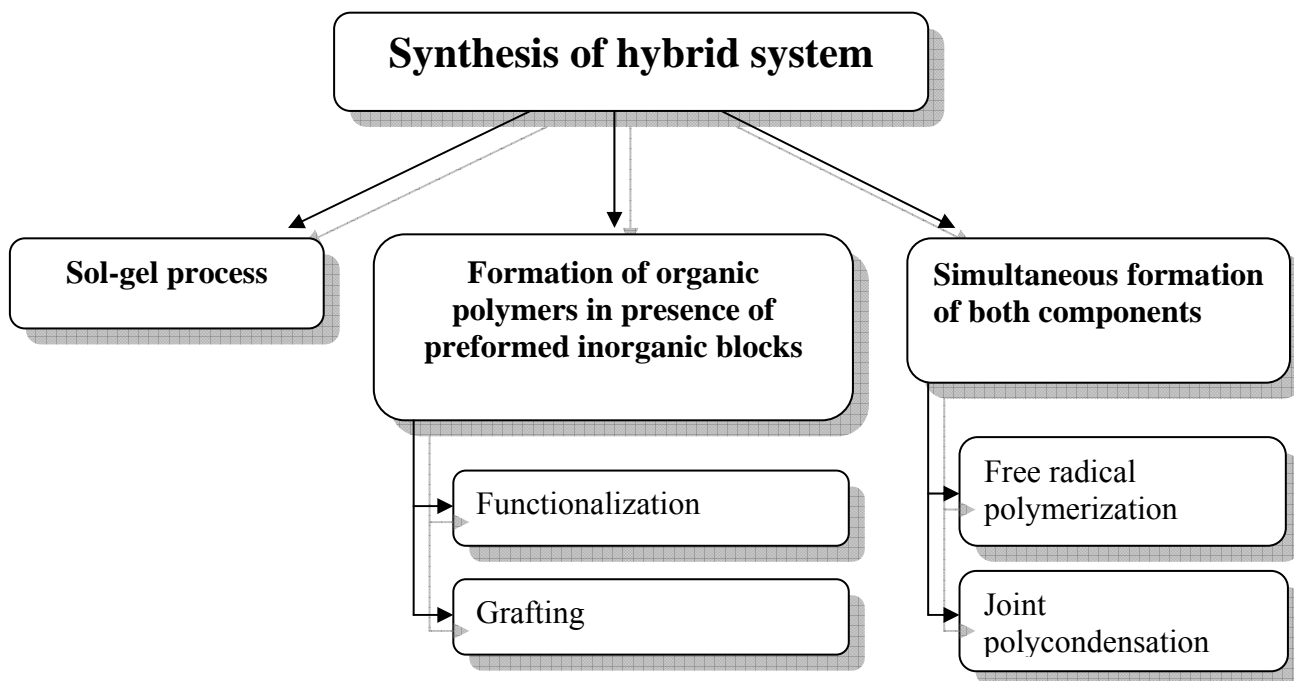 Synthesis of hybrid system
Sol-gel process
Formation of organic
polymers in presence of
preformed inorganic blocks
Functionalization
Grafting
Simultaneous formation
of both components
Free radical
polymerization
Joint
polycondensation